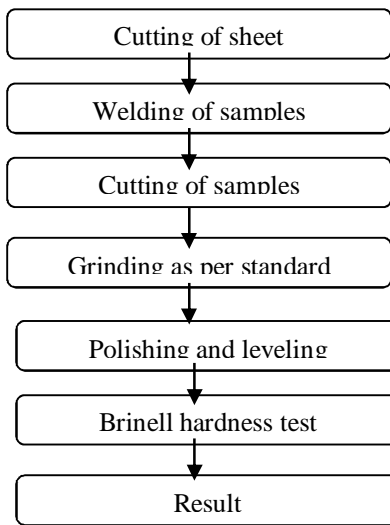 Cutting of sheet
Welding of samples
Cutting of samples
Grinding as per standard
Polishing and leveling
Brinell hardness test
Result